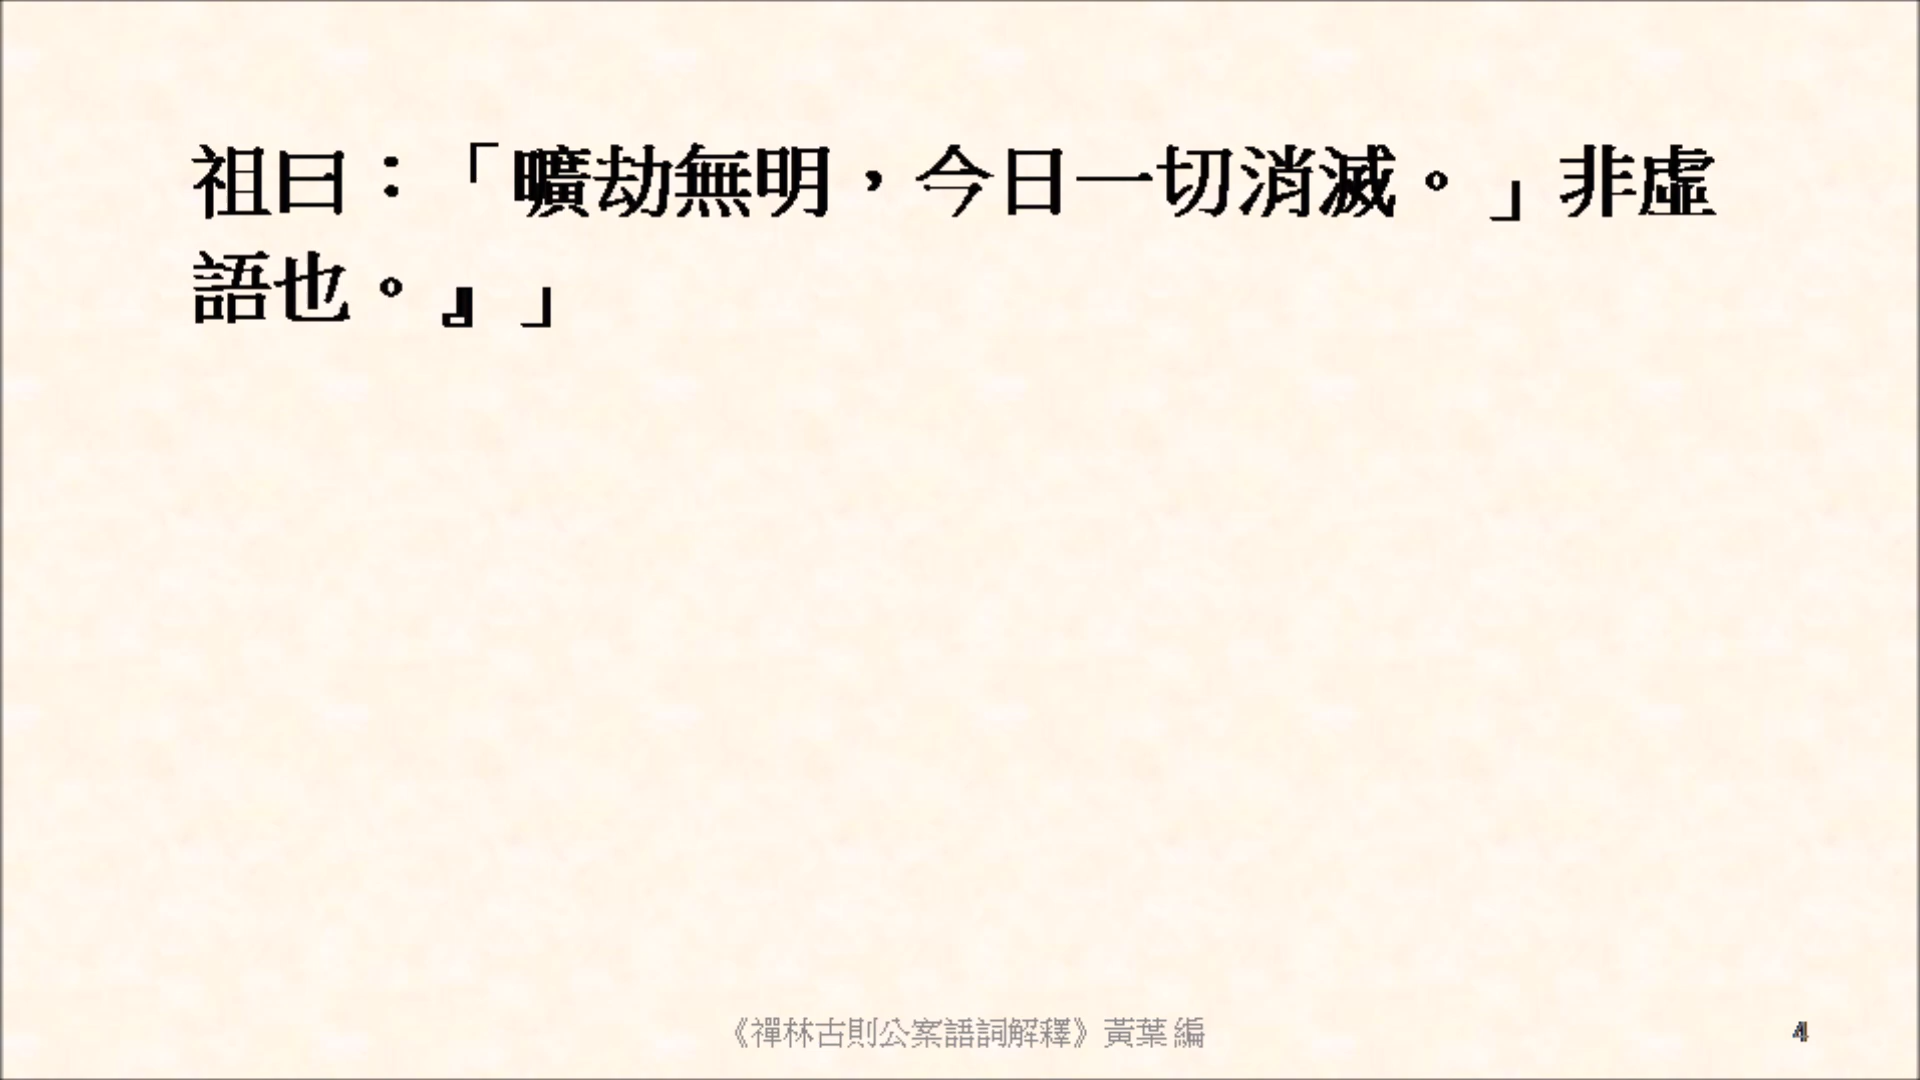 祖曰：「曠劫無明，今日一切消滅。」非虛
語也。』」
《禪林古則公案語詞解釋》黃葉 編
4